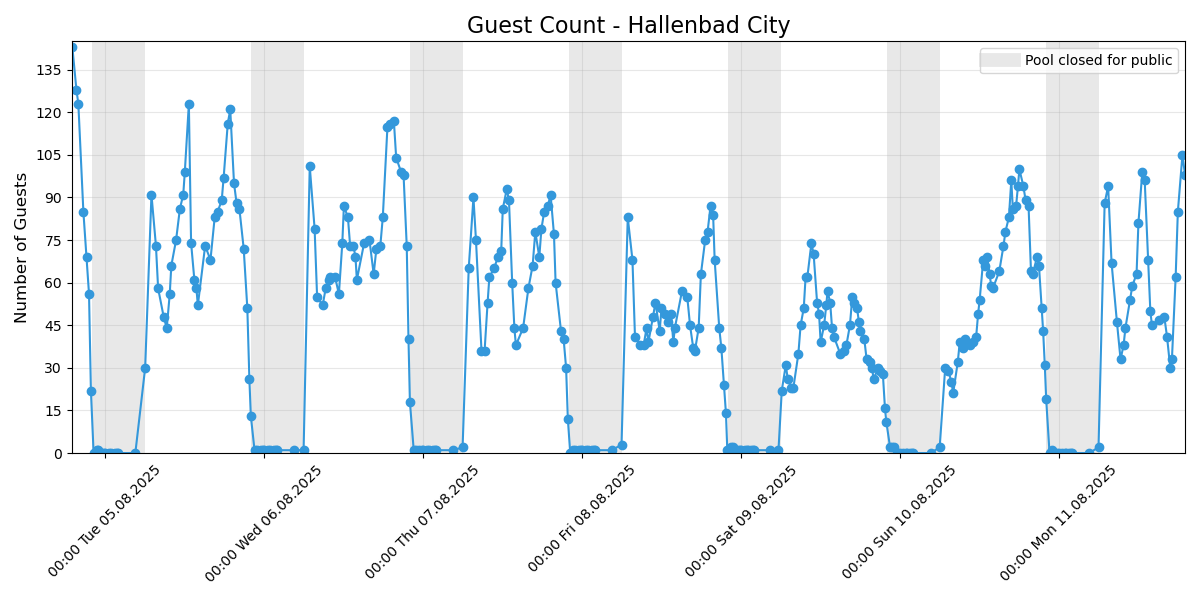 Guest Count - Hallenbad City
Pool closed for public
Number of Guests
135
120
105
90
75
60
45
30
15
0
00:00 Tue 05.08.2025
00:00 Wed 06.08.2025
00:00 Thu 07.08.2025
00:00 Fri 08.08.2025
00:00 Sat 09.08.2025
00:00 Sun 10.08.2025
00:00 Mon 11.08.2025